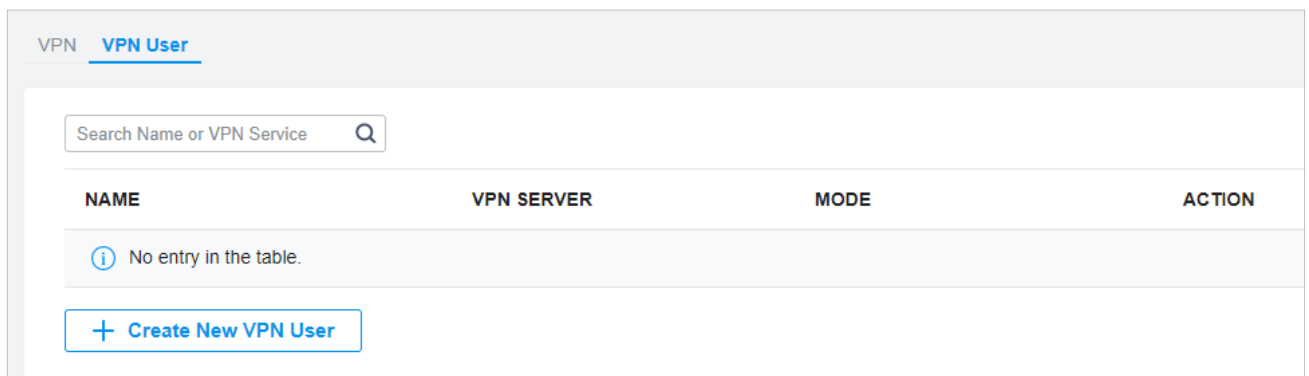 VPN VPN User
Search Name or VPN Service
NAME VPN SERVER MODE ACTION
No entry in the table.
+ Create New VPN User